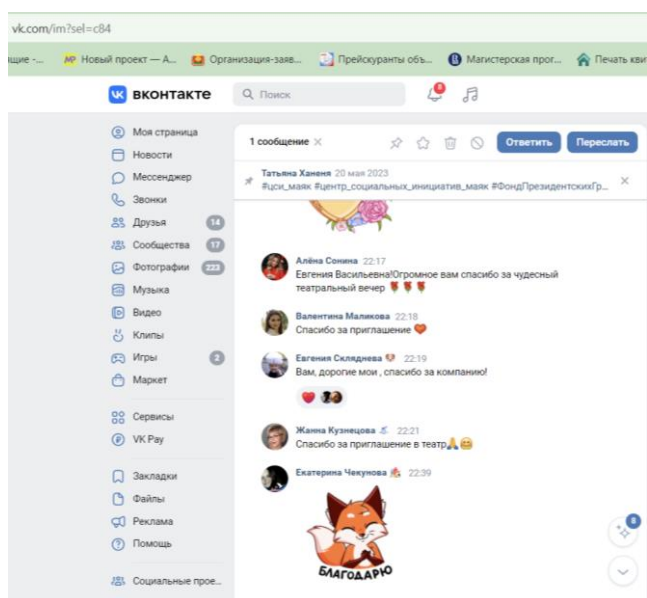 vk.com/im?sel=c84
ящие -...
МР Новый проект — А...
Организация-заяв...
Прейскуранты объ...
Магистерская прог...
Печать кви
вконтакте
Поиск
8
Моя страница
Новости
Мессенджер
Звонки
Друзья 14
Сообщества 17
Фотографии 223
Музыка
Видео
Клипы
Игры 2
Маркет
Сервисы
VK Pay
Закладки
Файлы
Реклама
Помощь
Социальные прое...
1 сообщение
Ответить
Переслать
Татьяна Ханеня 20 мая 2023
#цси_маяк #центр_социальных_инициатив_маяк #ФондПрезидентскихГр...
Алёна Сонина 22:17
Евгения Васильевна!Огромное вам спасибо за чудесный
театральный вечер
Валентина Маликова 22:18
Спасибо за приглашение
Евгения Скляднева 22:19
Вам, дорогие мои , спасибо за компанию!
Жанна Кузнецова 22:21
Спасибо за приглашение в театр
Екатерина Чекунова 22:39
БЛАГОДАРЮ
8